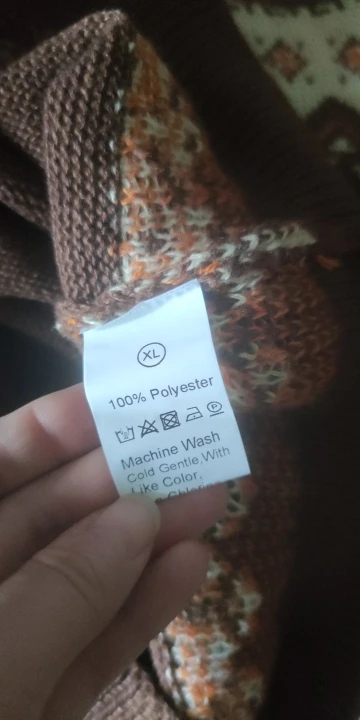 XL
100% Polyester
Machine Wash
Cold Gentle,With
Like Color,